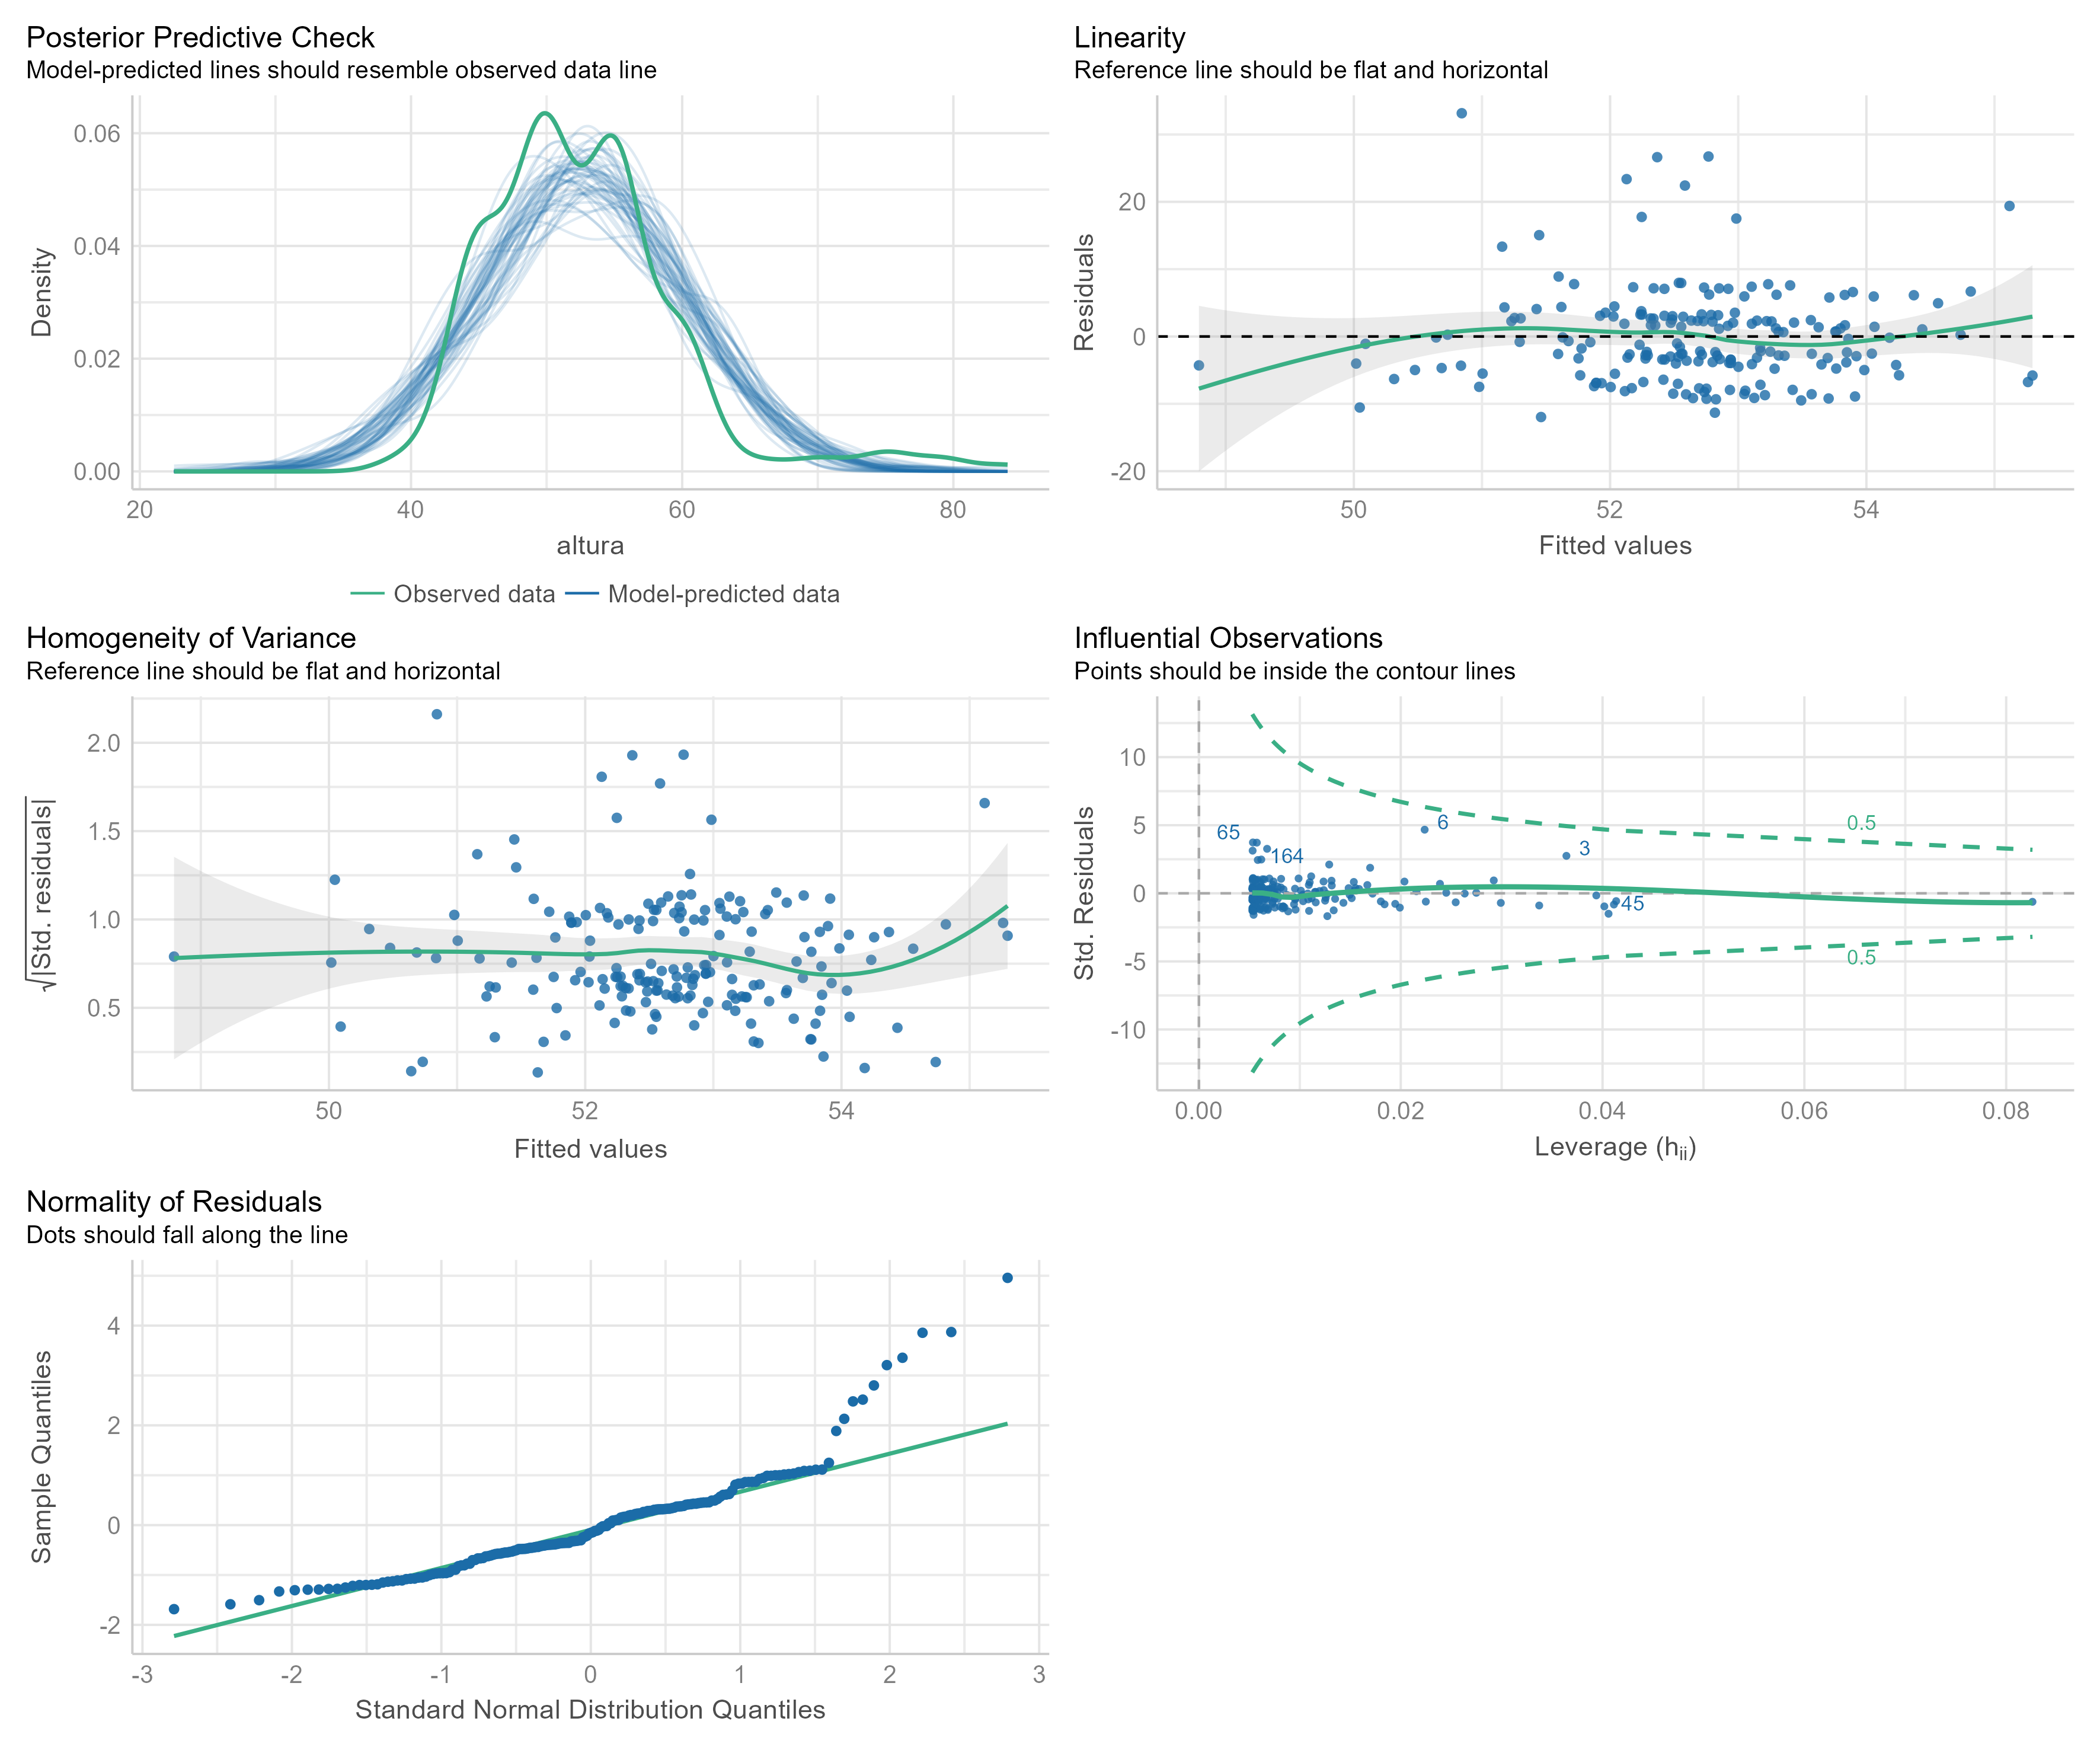 Posterior Predictive Check
Model-predicted lines should resemble observed data line
Density
0.06
0.04
0.02
0.00
20 40 60 80
altura
Observed data Model-predicted data
Linearity
Reference line should be flat and horizontal
Residuals
20
0
-20
50 52 54
Fitted values
Homogeneity of Variance
Reference line should be flat and horizontal
√|Std. residuals|
2.0
1.5
1.0
0.5
50 52 54
Fitted values
Influential Observations
Points should be inside the contour lines
Std. Residuals
10
5
0
-5
-10
65
164
6
3
45
0.5
0.5
0.00 0.02 0.04 0.06 0.08
Leverage (hii)
Normality of Residuals
Dots should fall along the line
Sample Quantiles
4
2
0
-2
-3 -2 -1 0 1 2 3
Standard Normal Distribution Quantiles